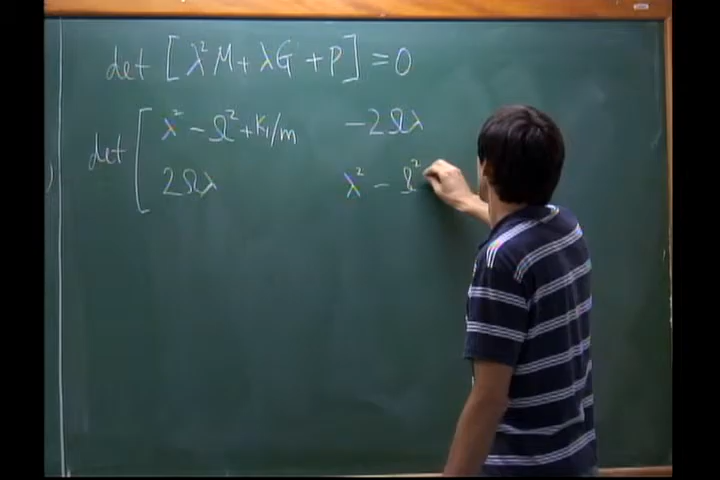 det [λ²M + λG + P] = 0
det [ λ² - Ω² + k₁/m -2Ωλ
) 2Ωλ λ² - Ω²